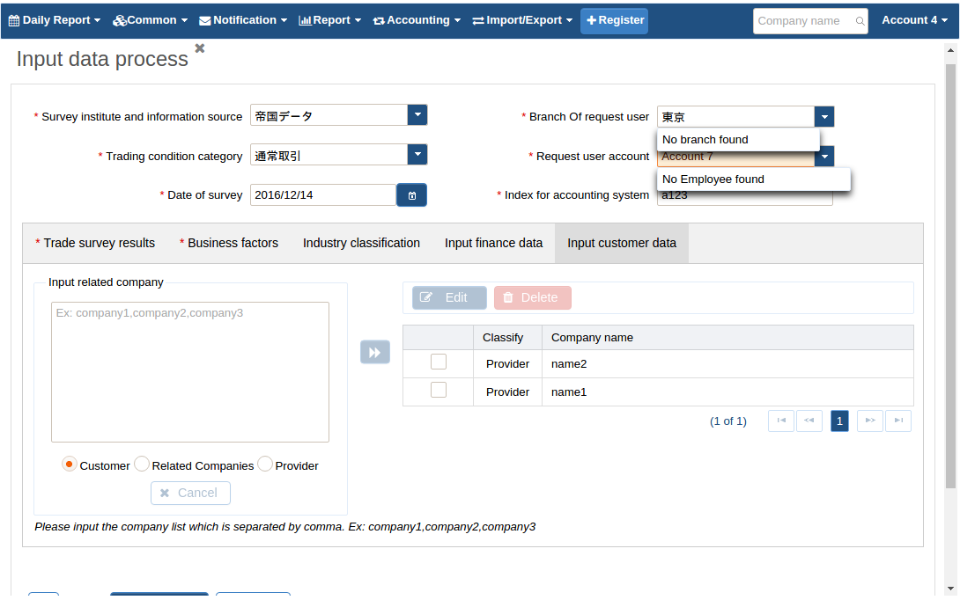 Daily Report Common Notification Report Accounting Import/Export Register Company name Account 4
Input data process
* Survey institute and information source 帝国データ * Branch Of request user 東京
No branch found
* Trading condition category 通常取引 * Request user account Account 7
No Employee found
* Date of survey 2016/12/14 * Index for accounting system a123
* Trade survey results * Business factors Industry classification Input finance data Input customer data
Input related company
Ex: company1,company2,company3
Edit Delete
Classify Company name
Provider name2
Provider name1
(1 of 1) 1
Customer Related Companies Provider
Cancel
Please input the company list which is separated by comma. Ex: company1,company2,company3